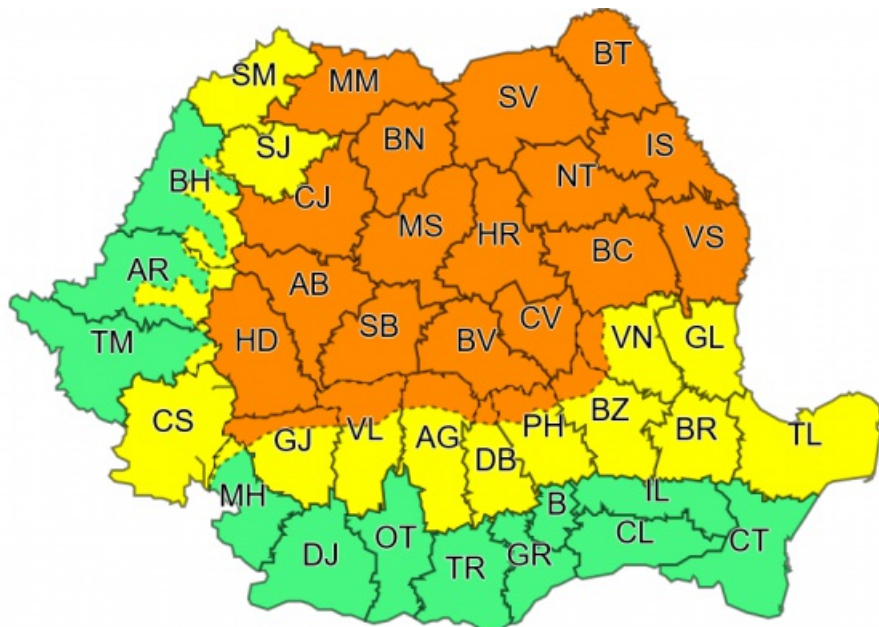 BT
SM
MM
SV
SJ
BN
IS
BH
NT
CJ
MS
HR
VS
BC
AR
AB
CV
SB
TM
HD
BV
VN
GL
CS
BZ
VL
PH
BR
TL
GJ
AG
DB
MH
IL
B
OT
CL
CT
DJ
GR
TR